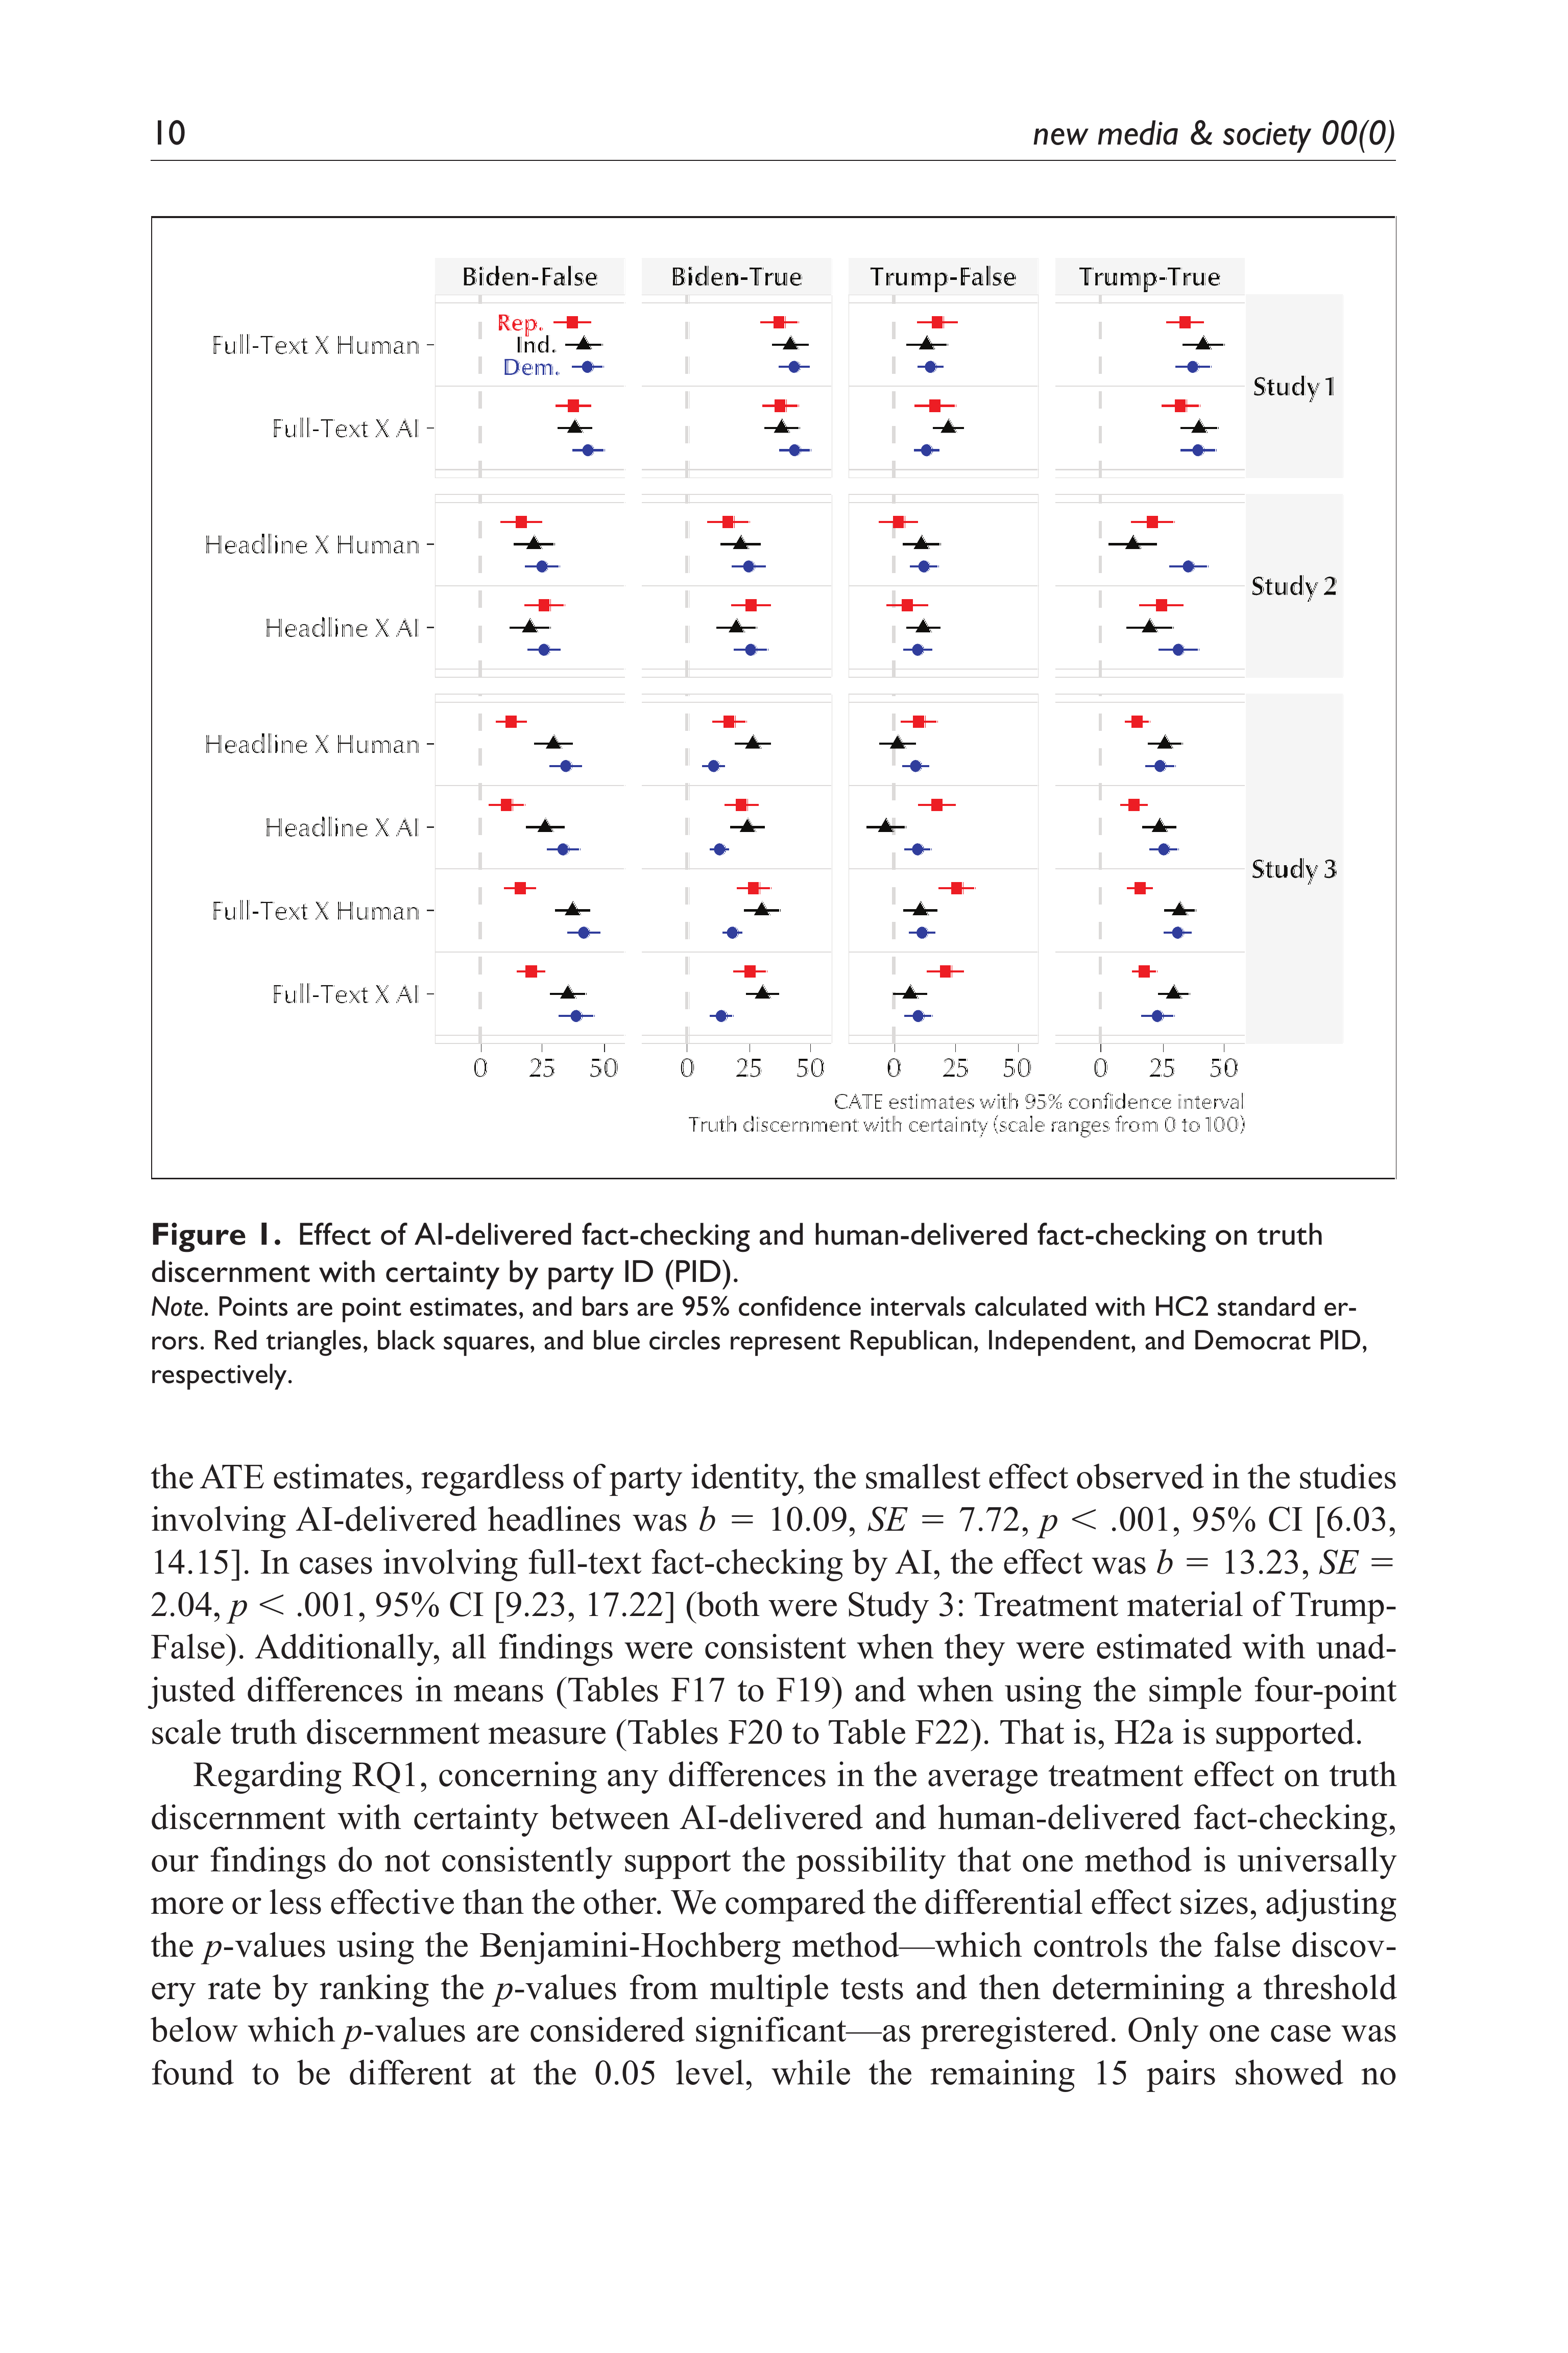 10
new media & society 00(0)
Biden-False Biden-True Trump-False Trump-True
Rep.
Full-Text X Human
Ind.
Dem.
Full-Text X AI
Study 1
Headline X Human
Headline X AI
Study 2
Headline X Human
Headline X AI
Full-Text X Human
Full-Text X AI
Study 3
0 25 50 0 25 50 0 25 50 0 25 50
CATE estimates with 95% confidence interval
Truth discernment with certainty (scale ranges from 0 to 100)
Figure 1. Effect of AI-delivered fact-checking and human-delivered fact-checking on truth
discernment with certainty by party ID (PID).
Note. Points are point estimates, and bars are 95% confidence intervals calculated with HC2 standard er-
rors. Red triangles, black squares, and blue circles represent Republican, Independent, and Democrat PID,
respectively.
the ATE estimates, regardless of party identity, the smallest effect observed in the studies
involving AI-delivered headlines was b = 10.09, SE = 7.72, p < .001, 95% CI [6.03,
14.15]. In cases involving full-text fact-checking by AI, the effect was b = 13.23, SE =
2.04, p < .001, 95% CI [9.23, 17.22] (both were Study 3: Treatment material of Trump-
False). Additionally, all findings were consistent when they were estimated with unad-
justed differences in means (Tables F17 to F19) and when using the simple four-point
scale truth discernment measure (Tables F20 to Table F22). That is, H2a is supported.
Regarding RQ1, concerning any differences in the average treatment effect on truth
discernment with certainty between AI-delivered and human-delivered fact-checking,
our findings do not consistently support the possibility that one method is universally
more or less effective than the other. We compared the differential effect sizes, adjusting
the p-values using the Benjamini-Hochberg method—which controls the false discov-
ery rate by ranking the p-values from multiple tests and then determining a threshold
below which p-values are considered significant—as preregistered. Only one case was
found to be different at the 0.05 level, while the remaining 15 pairs showed no